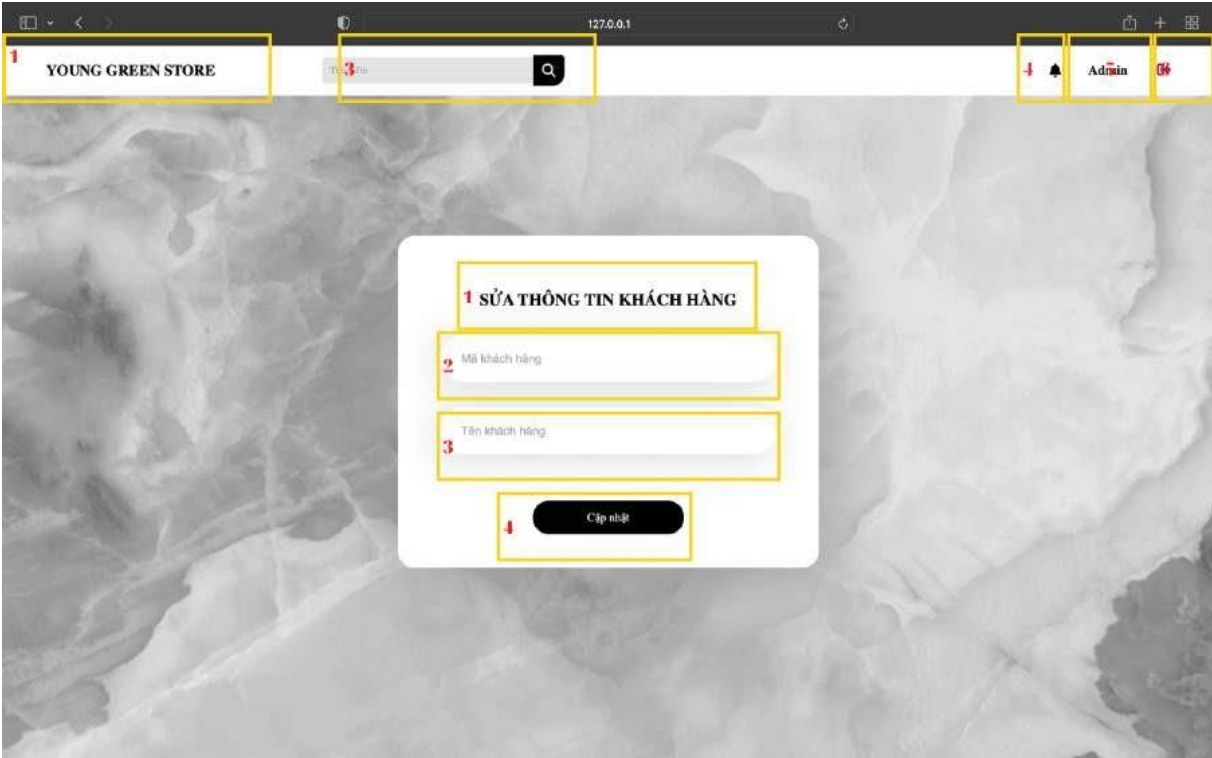 127.0.0.1
1 YOUNG GREEN STORE 3 4 Admin 5
1 SỬA THÔNG TIN KHÁCH HÀNG
2 Mã khách hàng
3 Tên khách hàng
4 Cập nhật